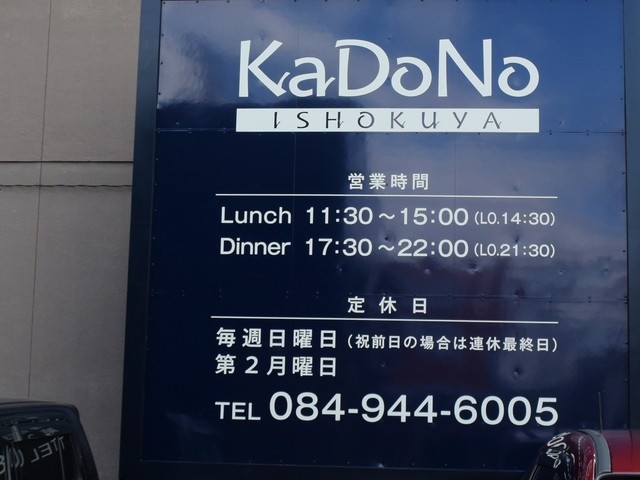 KaDoNo
ISHOKUYA
営業時間
Lunch 11:30～15:00 (LO.14:30)
Dinner 17:30～22:00 (LO.21:30)
定休日
毎週日曜日（祝前日の場合は連休最終日）
第2月曜日
TEL 084-944-6005